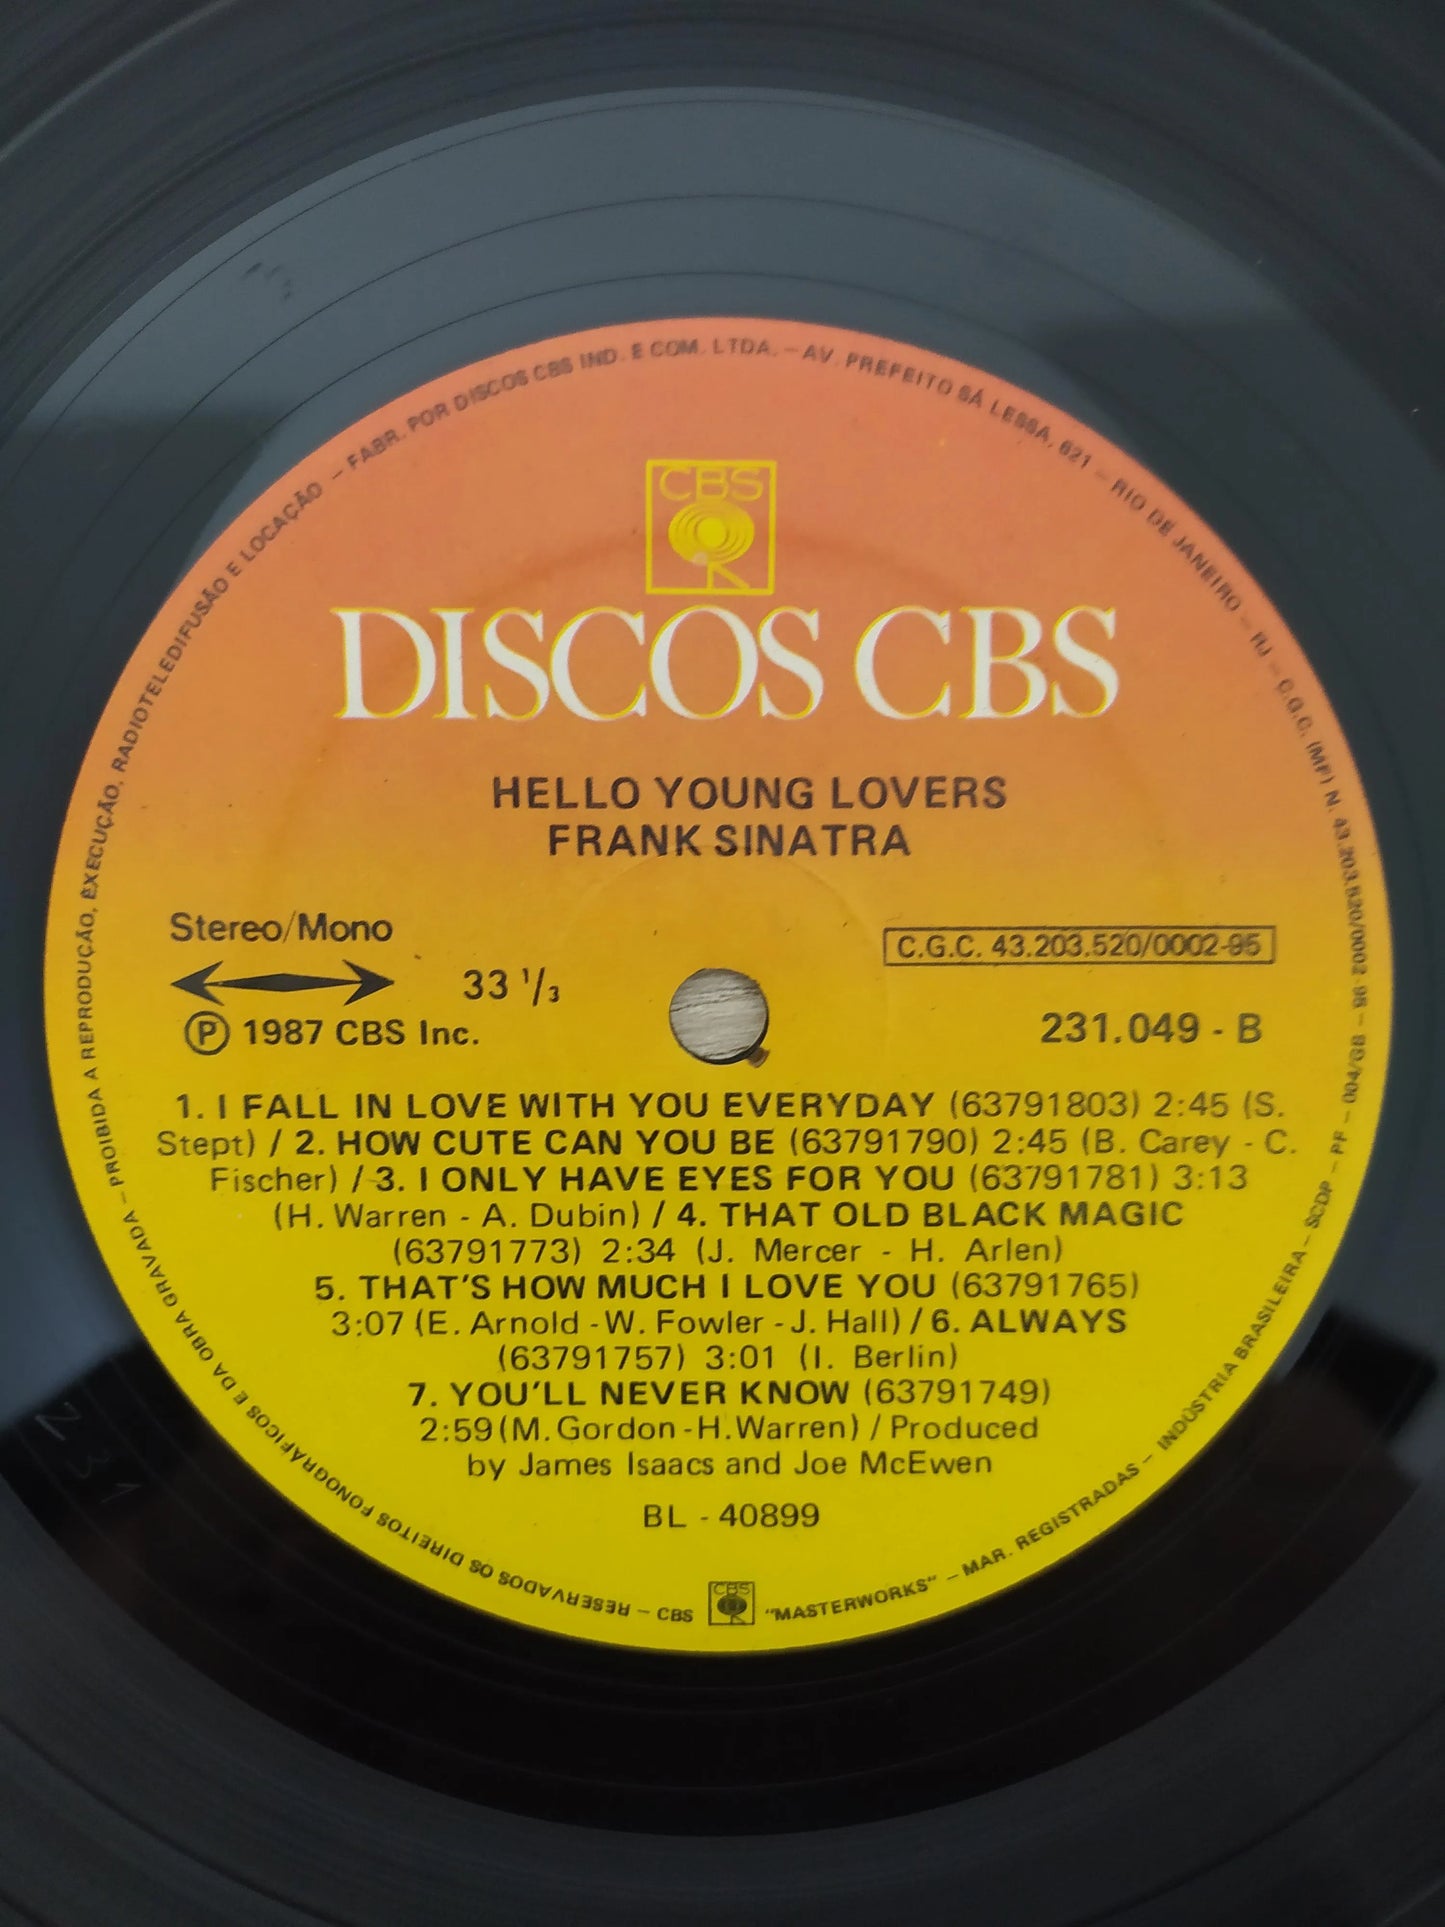 FABR. POR DISCOS CBS IND. E COM. LTDA. – AV. PREFEITO SÁ LESSA, 621 – RIO DE JANEIRO – RJ – C.G.C. (MF) N. 43.203.520/0002-95 – 004/GB – PF – SCDP – INDÚSTRIA BRASILEIRA
CBS
DISCOS CBS
HELLO YOUNG LOVERS
FRANK SINATRA
Stereo/Mono
33 1/3
C.G.C. 43.203.520/0002-95
Ⓟ 1987 CBS Inc.
231.049 - B
1. I FALL IN LOVE WITH YOU EVERYDAY (63791803) 2:45 (S.
Stept) / 2. HOW CUTE CAN YOU BE (63791790) 2:45 (B. Carey - C.
Fischer) / 3. I ONLY HAVE EYES FOR YOU (63791781) 3:13
(H. Warren - A. Dubin) / 4. THAT OLD BLACK MAGIC
(63791773) 2:34 (J. Mercer - H. Arlen)
5. THAT'S HOW MUCH I LOVE YOU (63791765)
3:07 (E. Arnold - W. Fowler - J. Hall) / 6. ALWAYS
(63791757) 3:01 (I. Berlin)
7. YOU'LL NEVER KNOW (63791749)
2:59 (M. Gordon - H. Warren) / Produced
by James Isaacs and Joe McEwen
BL - 40899
– CBS CBS "MASTERWORKS" – MAR. REGISTRADAS –
RESERVADOS OS DIREITOS FONOGRÁFICOS E DA OBRA GRAVADA – PROIBIDA A REPRODUÇÃO, EXECUÇÃO, RADIOTELEDIFUSÃO E LOCAÇÃO –